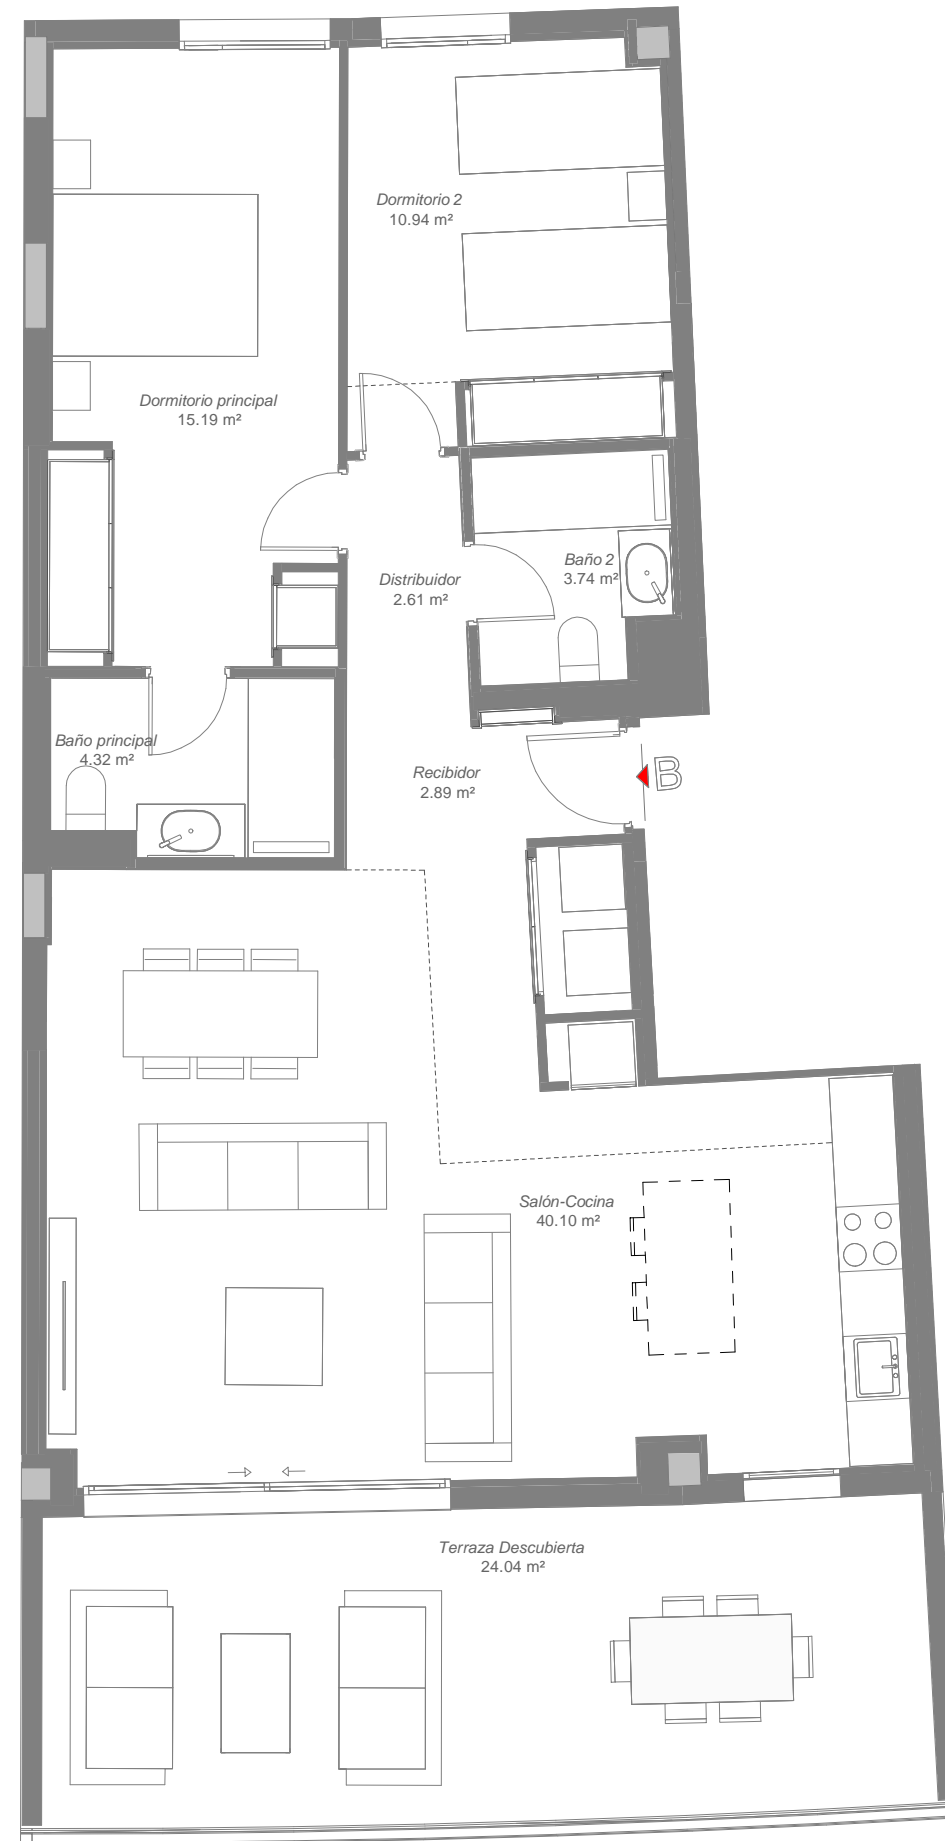 Dormitorio 2
10.94 m²
Dormitorio principal
15.19 m²
Baño 2
3.74 m²
Distribuidor
2.61 m²
Baño principal
4.32 m²
Recibidor
2.89 m²
B
Salón-Cocina
40.10 m²
Terraza Descubierta
24.04 m²